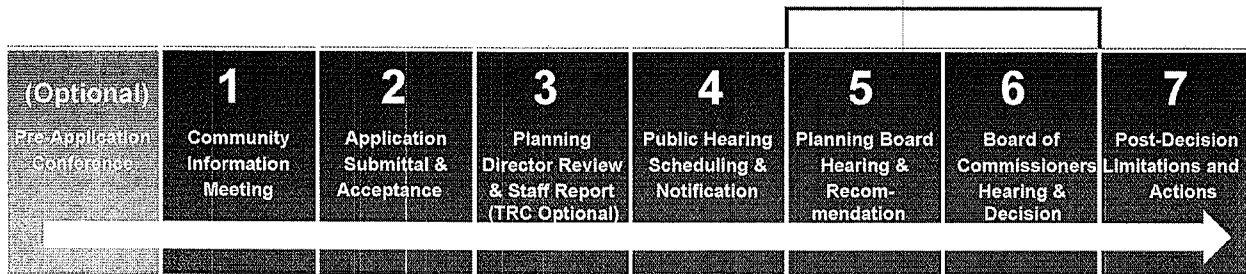 (Optional)
Pre-Application
Conference
1
Community
Information
Meeting
2
Application
Submittal &
Acceptance
3
Planning
Director Review
& Staff Report
(TRC Optional)
4
Public Hearing
Scheduling &
Notification
5
Planning Board
Hearing &
Recom-
mendation
6
Board of
Commissioners
Hearing &
Decision
7
Post-Decision
Limitations and
Actions